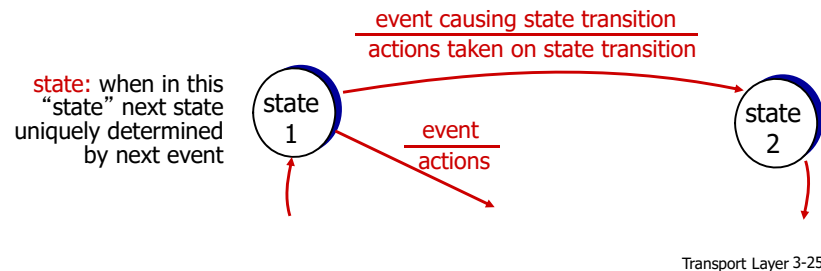 event causing state transition
actions taken on state transition
state: when in this
“state” next state
uniquely determined
by next event
state
1
event
actions
state
2
Transport Layer 3-25